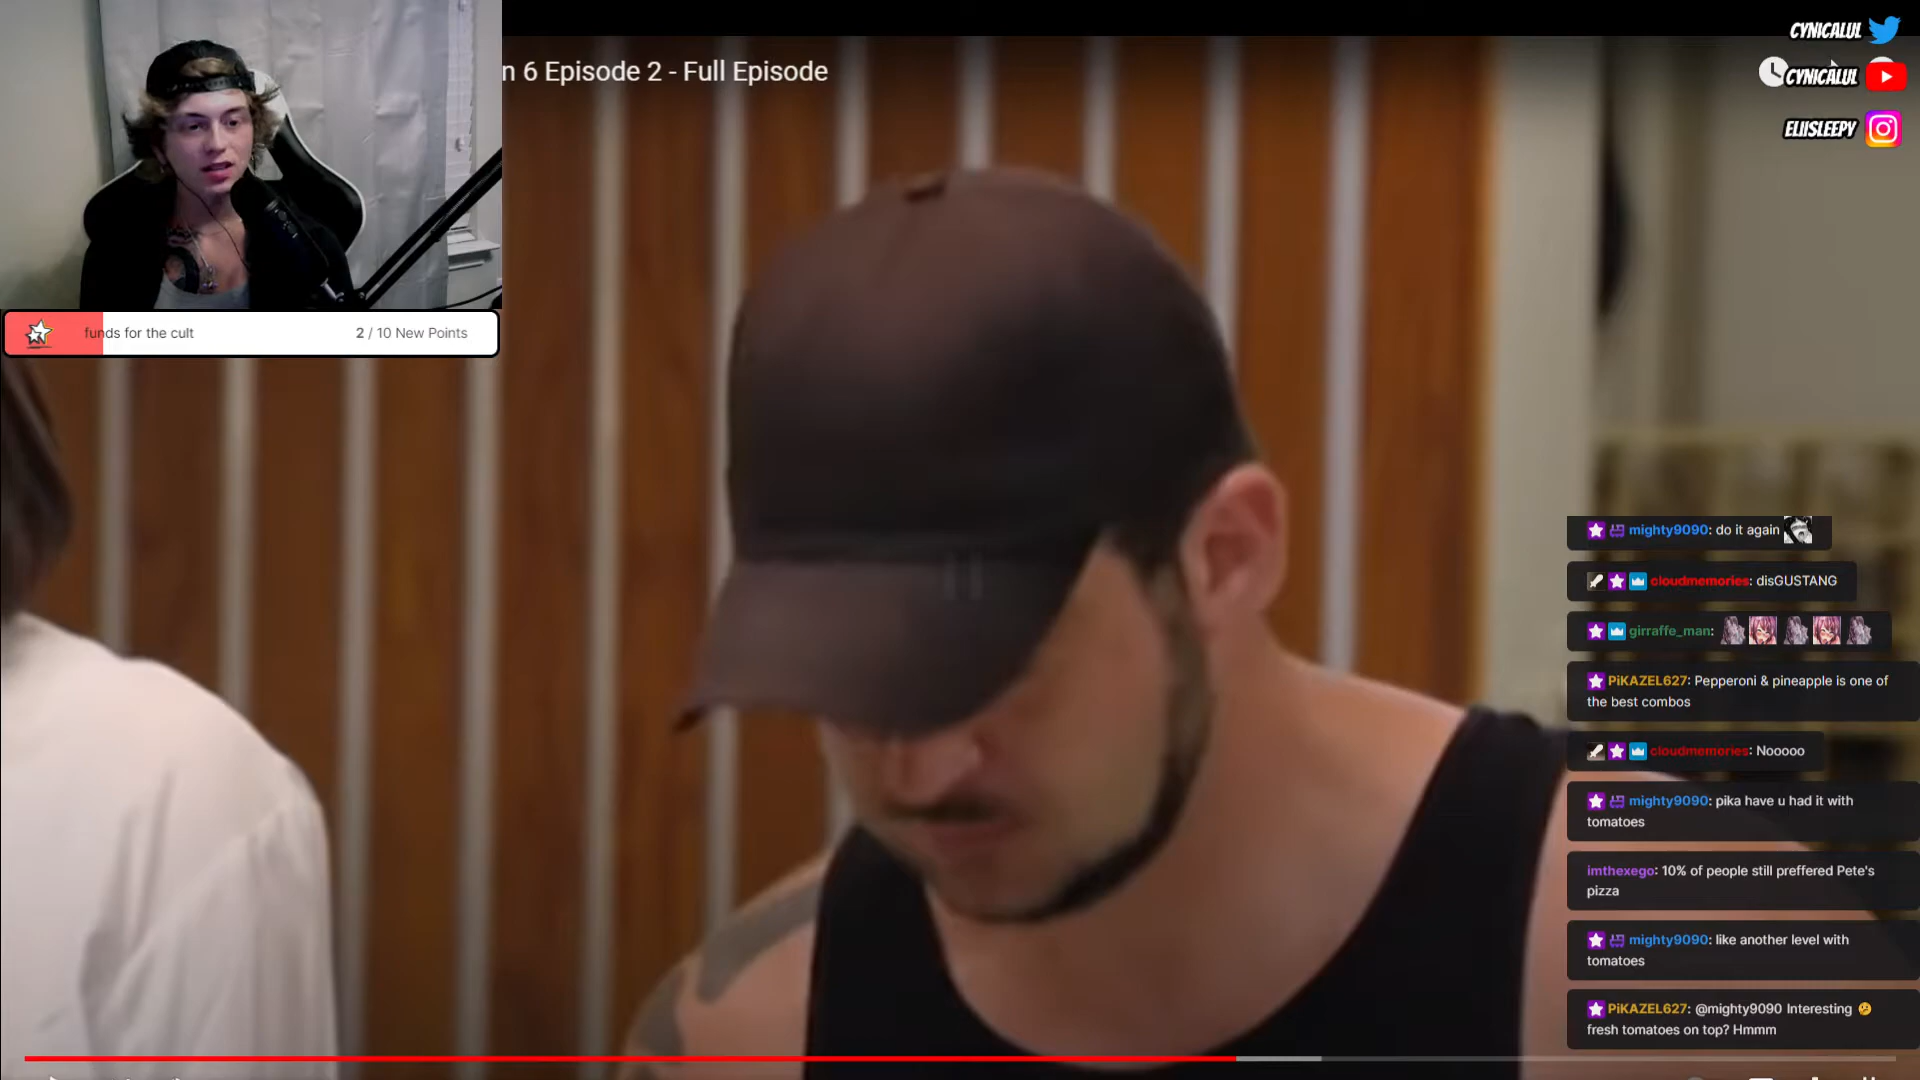 n 6 Episode 2 - Full Episode
CYNICALUL
CYNICALUL
ELIISLEEPY
funds for the cult 2 / 10 New Points
mighty9090: do it again
cloudmemories: disGUSTANG
girraffe_man:
PiKAZEL627: Pepperoni & pineapple is one of
the best combos
cloudmemories: Nooooo
mighty9090: pika have u had it with
tomatoes
imthexego: 10% of people still preffered Pete's
pizza
mighty9090: like another level with
tomatoes
PiKAZEL627: @mighty9090 Interesting 🤔
fresh tomatoes on top? Hmmm